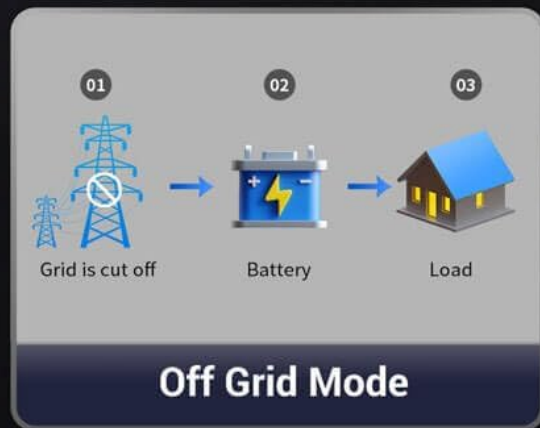 01
02
03
Grid is cut off
Battery
Load
Off Grid Mode